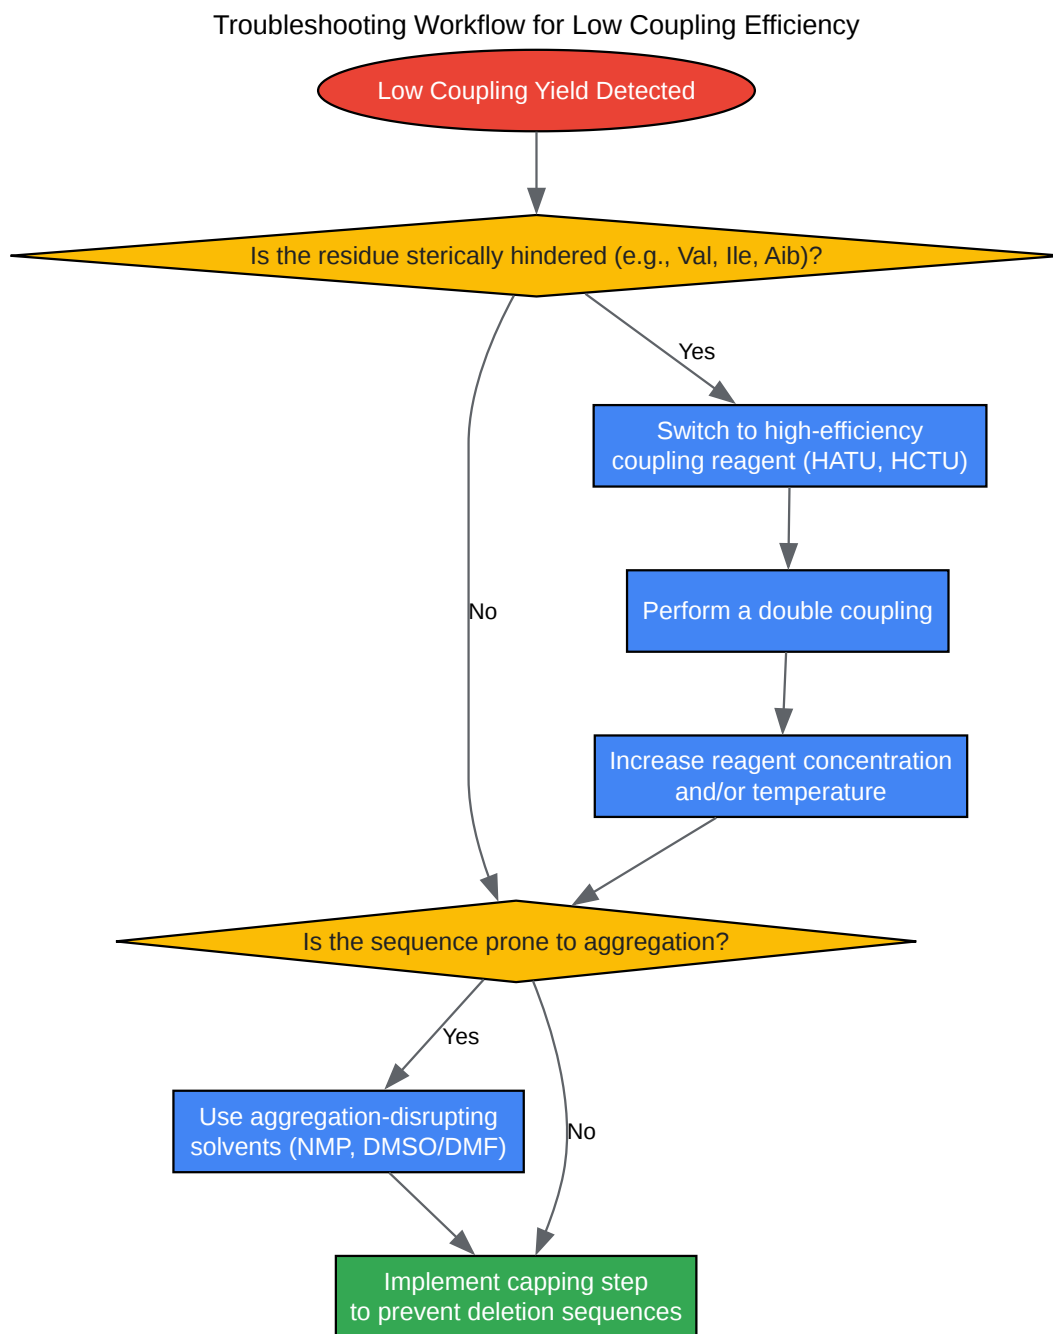 Troubleshooting Workflow for Low Coupling Efficiency
Low Coupling Yield Detected
Is the residue sterically hindered (e.g., Val, Ile, Aib)?
Yes
Switch to high-efficiency
coupling reagent (HATU, HCTU)
Perform a double coupling
No
Increase reagent concentration
and/or temperature
Is the sequence prone to aggregation?
Yes
Use aggregation-disrupting
solvents (NMP, DMSO/DMF)
No
Implement capping step
to prevent deletion sequences